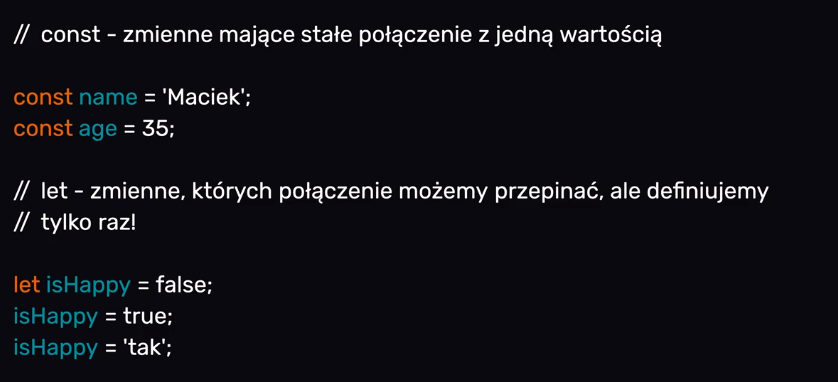 // const - zmienne mające stałe połączenie z jedną wartością
const name = 'Maciek';
const age = 35;
// let - zmienne, których połączenie możemy przepinać, ale definiujemy
// tylko raz!
let isHappy = false;
isHappy = true;
isHappy = 'tak';